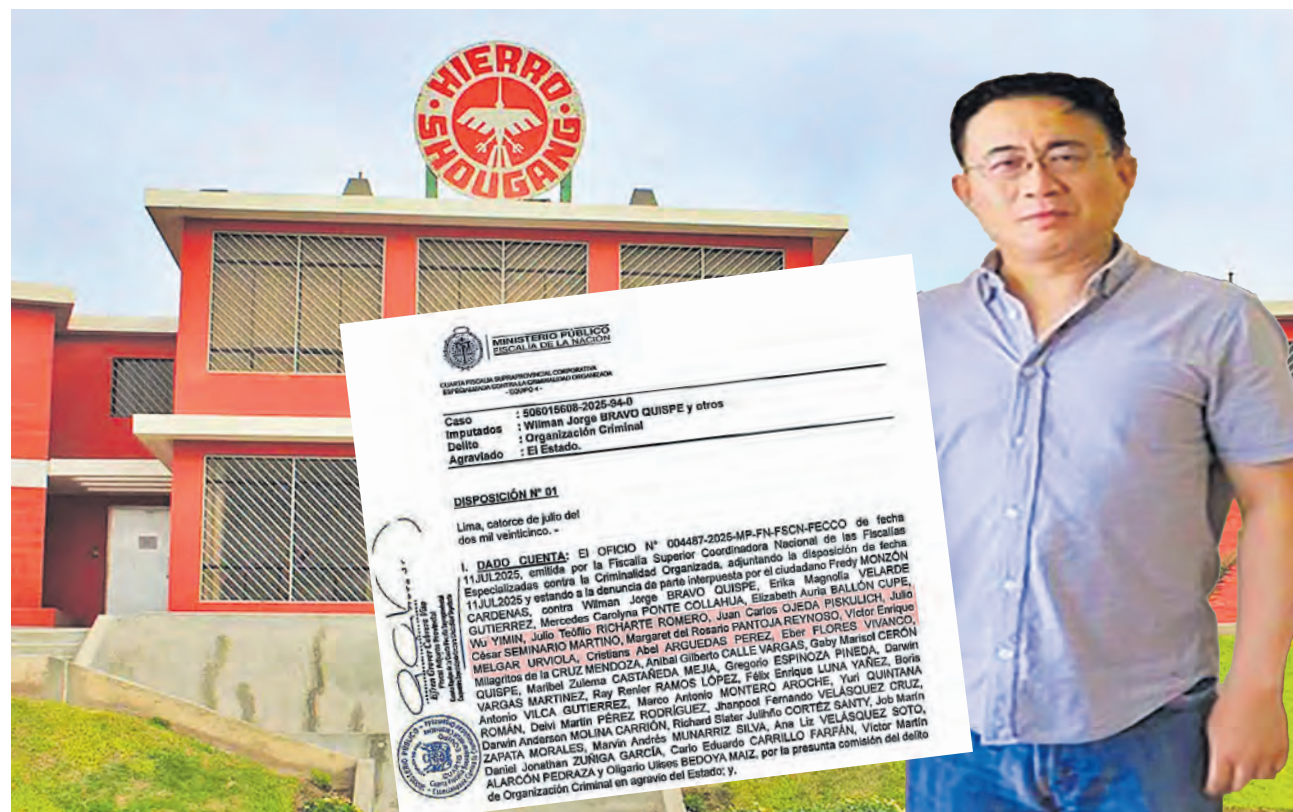 HIERRO
SHOUGANG
MINISTERIO PÚBLICO
FISCALÍA DE LA NACIÓN
CUARTA FISCALIA SUPRAPROVINCIAL CORPORATIVA
ESPECIALIZADA CONTRA LA CRIMINALIDAD ORGANIZADA
- EQUIPO 4 -
Caso : 506015608-2025-94-0
Imputados : Wilman Jorge BRAVO QUISPE y otros
Delito : Organización Criminal
Agraviado : El Estado.
DISPOSICIÓN N° 01
Lima, catorce de julio del
dos mil veinticinco. -
I. DADO CUENTA: El OFICIO N° 004487-2025-MP-FN-FSCN-FECCO de fecha
11JUL2025, emitida por la Fiscalía Superior Coordinadora Nacional de las Fiscalías
Especializadas contra la Criminalidad Organizada, adjuntando la disposición de fecha
11JUL2025 y estando a la denuncia de parte interpuesta por el ciudadano Fredy MONZÓN
CARDENAS, contra Wilman Jorge BRAVO QUISPE, Erika Magnolia VELARDE
GUTIERREZ, Mercedes Carolyna PONTE COLLAHUA, Elizabeth Auria BALLÓN CUPE,
Wu YIMIN, Julio Teófilo RICHARTE ROMERO, Juan Carlos OJEDA PISKULICH, Julio
César SEMINARIO MARTINO, Margaret del Rosario PANTOJA REYNOSO, Víctor Enrique
MELGAR URVIOLA, Cristians Abel ARGUEDAS PEREZ, Eber FLORES VIVANCO,
Milagritos de la CRUZ MENDOZA, Anibal Gilberto CALLE VARGAS, Gaby Marisol CERÓN
QUISPE, Maribel Zulema CASTAÑEDA MEJIA, Gregorio ESPINOZA PINEDA, Darwin
VARGAS MARTINEZ, Ray Renler RAMOS LÓPEZ, Félix Enrique LUNA YAÑEZ, Boris
Antonio VILCA GUTIERREZ, Marco Antonio MONTERO AROCHE, Yuri QUINTANA
ROMÁN, Deivi Martin PÉREZ RODRÍGUEZ, Jhanpool Fernando VELÁSQUEZ CRUZ,
Darwin Anderson MOLINA CARRIÓN, Richard Slater Julihño CORTÉZ SANTY, Job Marín
ZAPATA MORALES, Marvin Andrés MUNARRIZ SILVA, Ana Liz VELÁSQUEZ SOTO,
Daniel Jonathan ZUÑIGA GARCÍA, Carlo Eduardo CARRILLO FARFÁN, Víctor Martín
ALARCÓN PEDRAZA y Oligario Ulises BEDOYA MAIZ, por la presunta comisión del delito
de Organización Criminal en agravio del Estado; y,